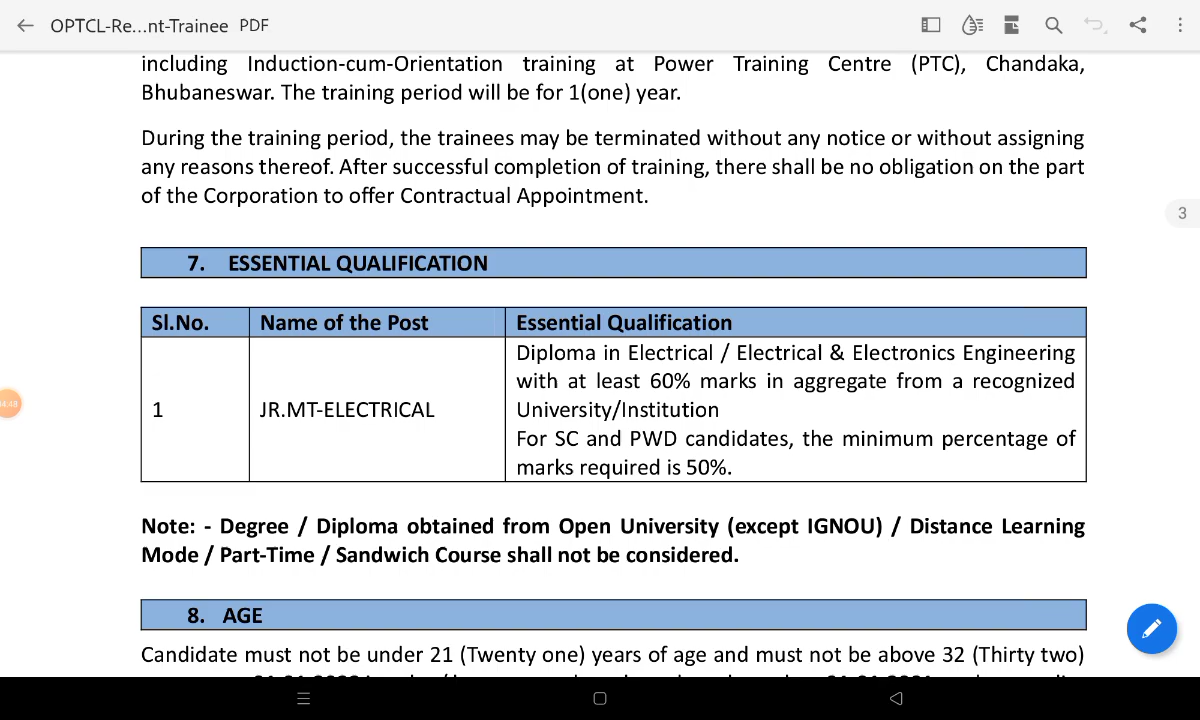 OPTCL-Re...nt-Trainee PDF
including Induction-cum-Orientation training at Power Training Centre (PTC), Chandaka,
Bhubaneswar. The training period will be for 1(one) year.
During the training period, the trainees may be terminated without any notice or without assigning
any reasons thereof. After successful completion of training, there shall be no obligation on the part
of the Corporation to offer Contractual Appointment.
3
7. ESSENTIAL QUALIFICATION
Sl.No. Name of the Post Essential Qualification
Diploma in Electrical / Electrical & Electronics Engineering
with at least 60% marks in aggregate from a recognized
1 JR.MT-ELECTRICAL University/Institution
For SC and PWD candidates, the minimum percentage of
marks required is 50%.
Note: - Degree / Diploma obtained from Open University (except IGNOU) / Distance Learning
Mode / Part-Time / Sandwich Course shall not be considered.
8. AGE
Candidate must not be under 21 (Twenty one) years of age and must not be above 32 (Thirty two)